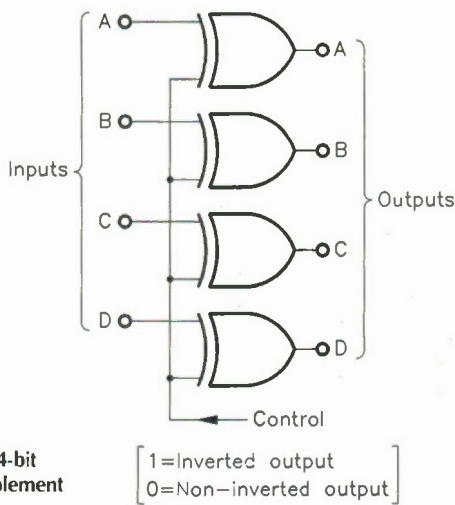 A
A
B
B
Inputs
Outputs
C
C
D
D
Control
4-bit
plement
1=Inverted output
0=Non-inverted output